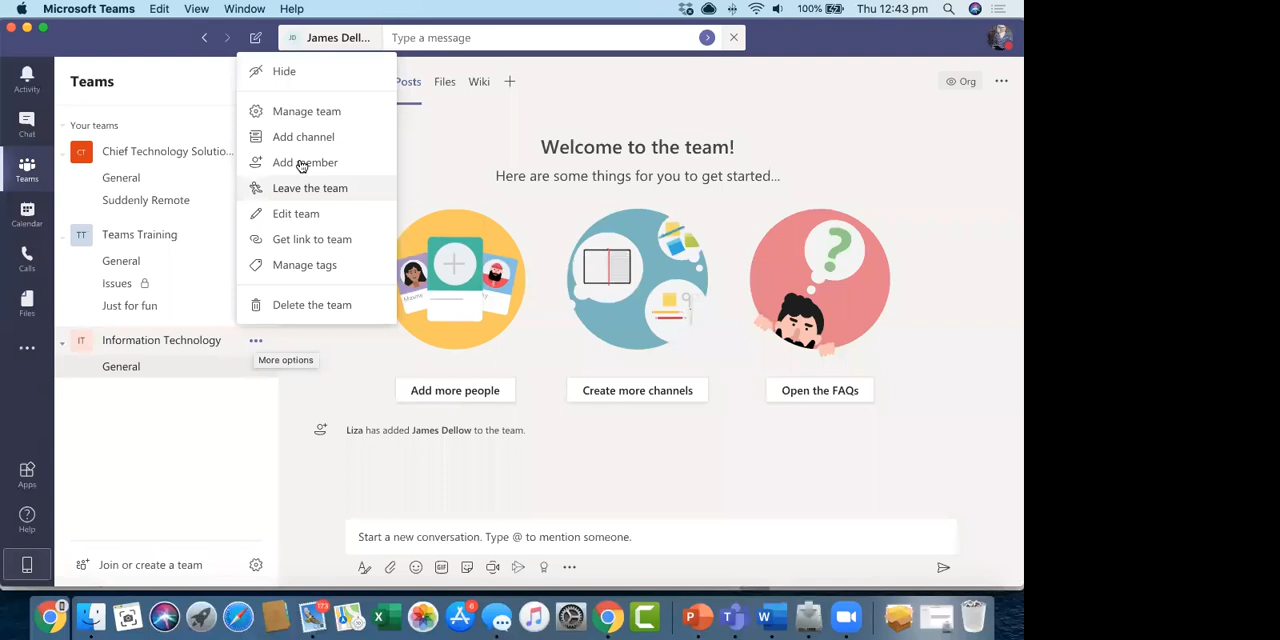 Microsoft Teams Edit View Window Help 100% Thu 12:43 pm
JD James Dell... Type a message
Activity
Chat
Teams
Calendar
Calls
Files
Apps
Help
Teams
Your teams
CT Chief Technology Solutio...
General
Suddenly Remote
TT Teams Training
General
Issues
Just for fun
IT Information Technology
General
Join or create a team
Hide
Manage team
Add channel
Add member
Leave the team
Edit team
Get link to team
Manage tags
Delete the team
More options
Posts Files Wiki
Org
Welcome to the team!
Here are some things for you to get started...
Add more people Create more channels Open the FAQs
Liza has added James Dellow to the team.
Start a new conversation. Type @ to mention someone.
GIF